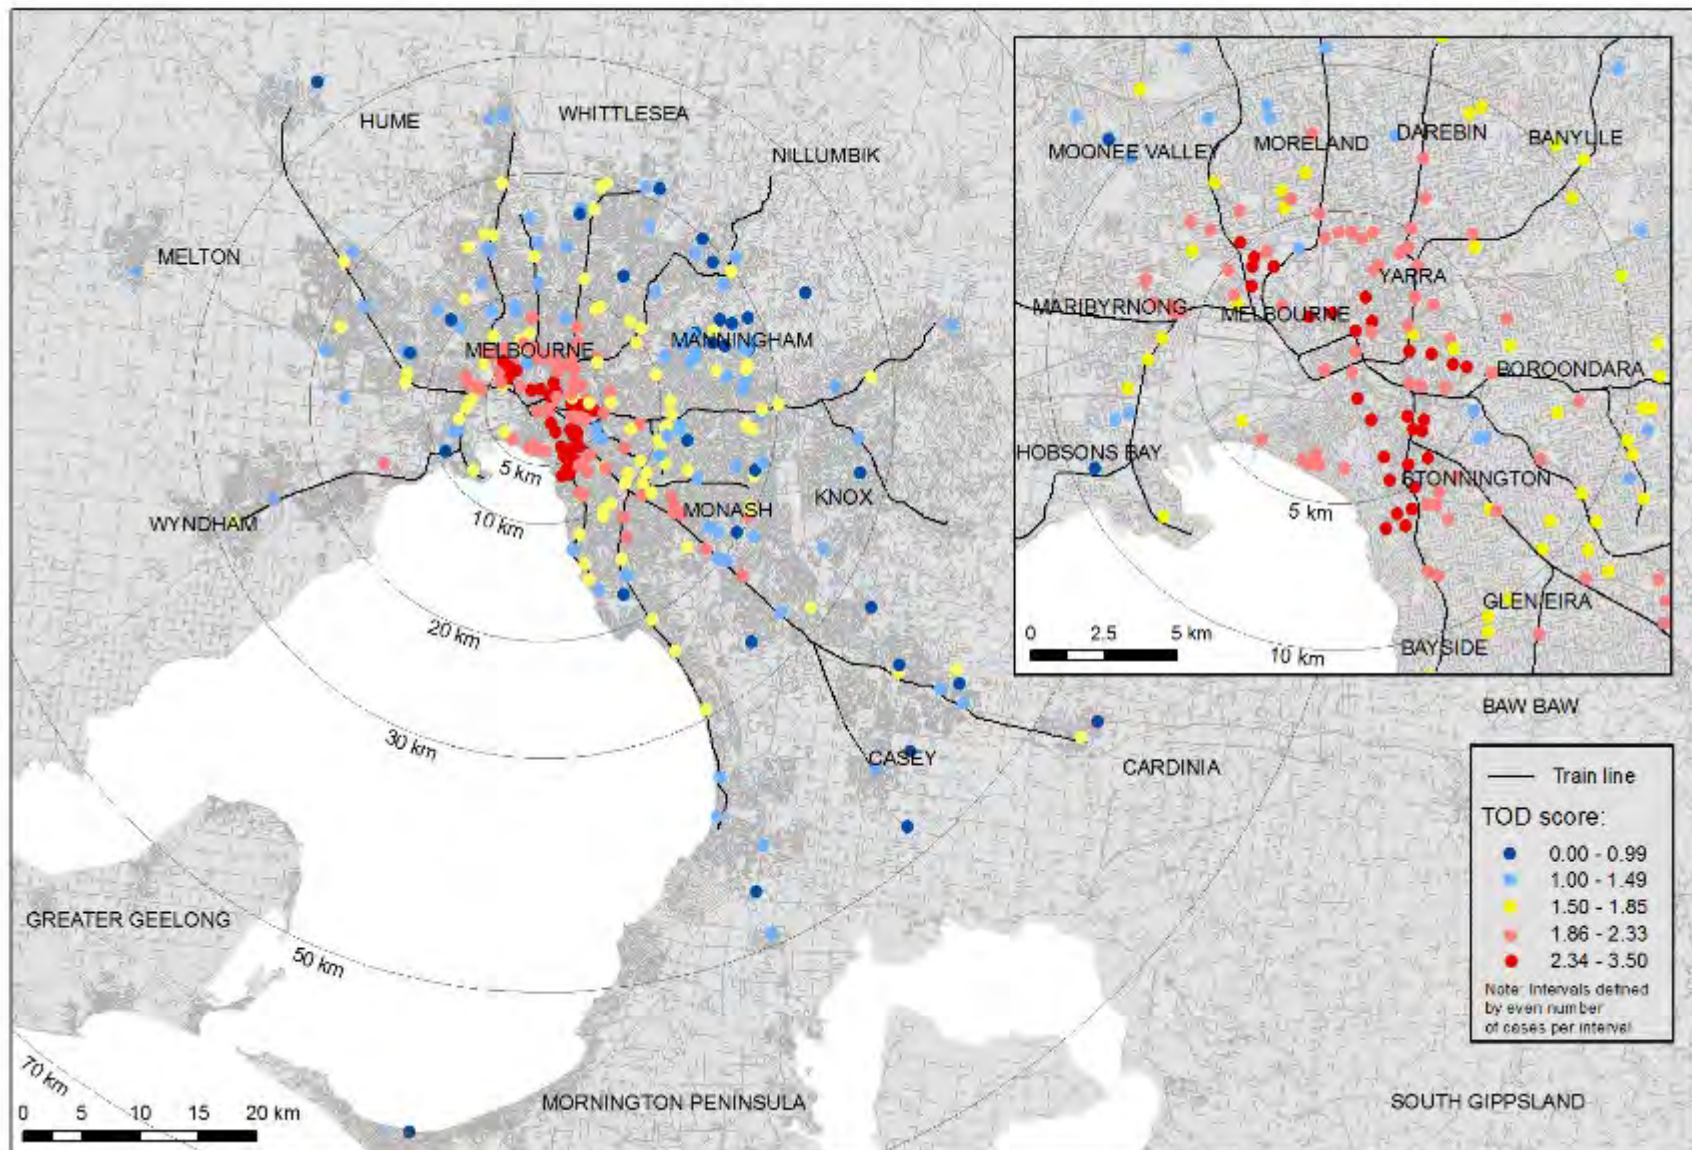 HUME
WHITTLESEA
NILLUMBIK
MELTON
MELBOURNE
MANNINGHAM
WYNDHAM
MONASH
KNOX
5 km
10 km
20 km
30 km
50 km
70 km
CASEY
CARDINIA
BAW BAW
GREATER GEELONG
MORNINGTON PENINSULA
SOUTH GIPPSLAND
0 5 10 15 20 km
MOONEE VALLEY
MORELAND
DAREBIN
BANYLLE
YARRA
MARIBYRNONG
MELBOURNE
BOROONDARA
HOBSONS BAY
STONNINGTON
5 km
GLEN EIRA
BAYSIDE
10 km
0 2.5 5 km
Train line
TOD score:
0.00 - 0.99
1.00 - 1.49
1.50 - 1.85
1.86 - 2.33
2.34 - 3.50
Note: Intervals defined
by even number
of cases per interval